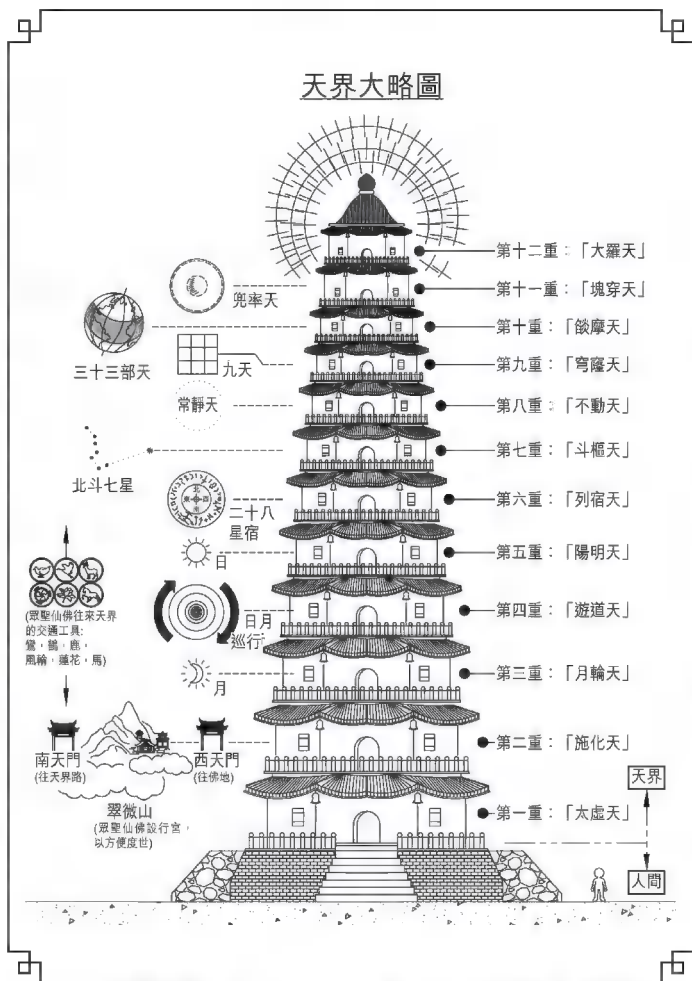 天界大略圖
第十二重：「大羅天」
第十一重：「塊穿天」
第十重：「燄摩天」
第九重：「穹窿天」
第八重：「不動天」
第七重：「斗樞天」
第六重：「列宿天」
第五重：「陽明天」
第四重：「遊道天」
第三重：「月輪天」
第二重：「施化天」
第一重：「太虛天」
兜率天
三十三部天
九天
常靜天
北斗七星
二十八
星宿
北
東
西
南
日
日月
巡行
月
(眾聖仙佛往來天界
的交通工具:
鸞，鶴，鹿，
風輪，蓮花，馬)
南天門
(往天界路)
西天門
(往佛地)
翠微山
(眾聖仙佛設行宮，
以方便度世)
天界
人間